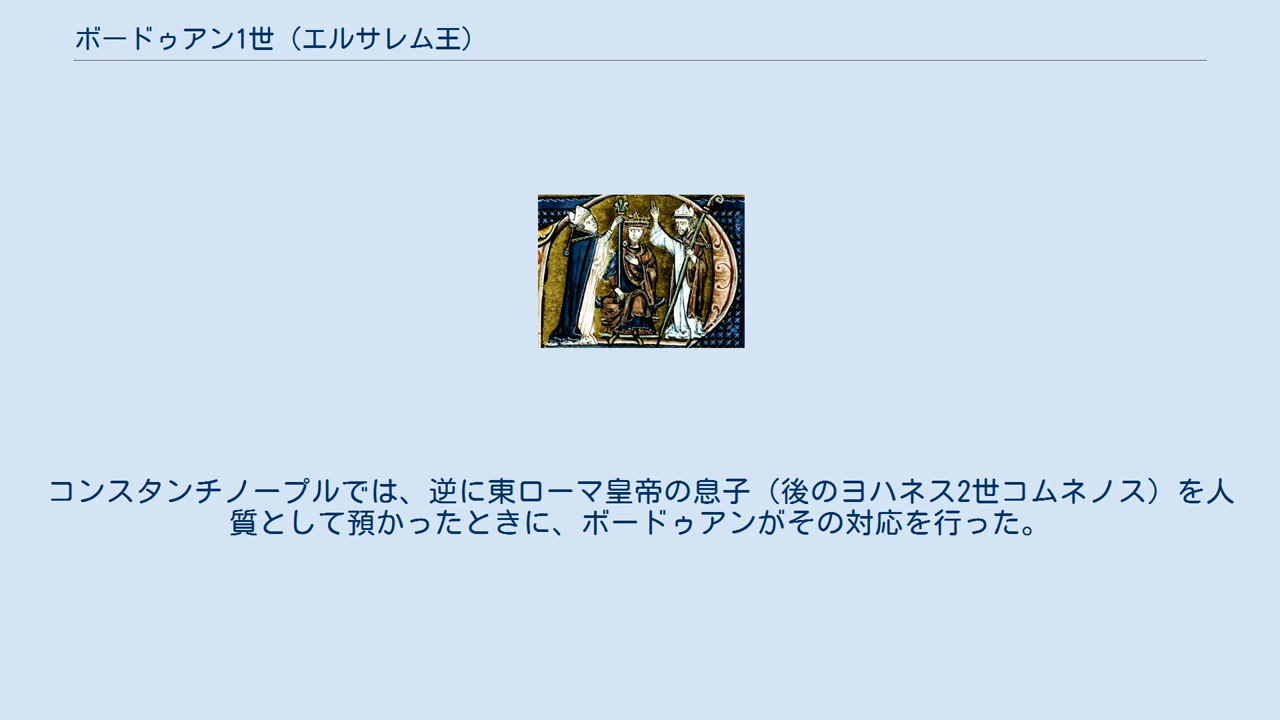 ボードゥアン1世（エルサレム王）
コンスタンチノープルでは、逆に東ローマ皇帝の息子（後のヨハネス2世コムネノス）を人
質として預かったときに、ボードゥアンがその対応を行った。